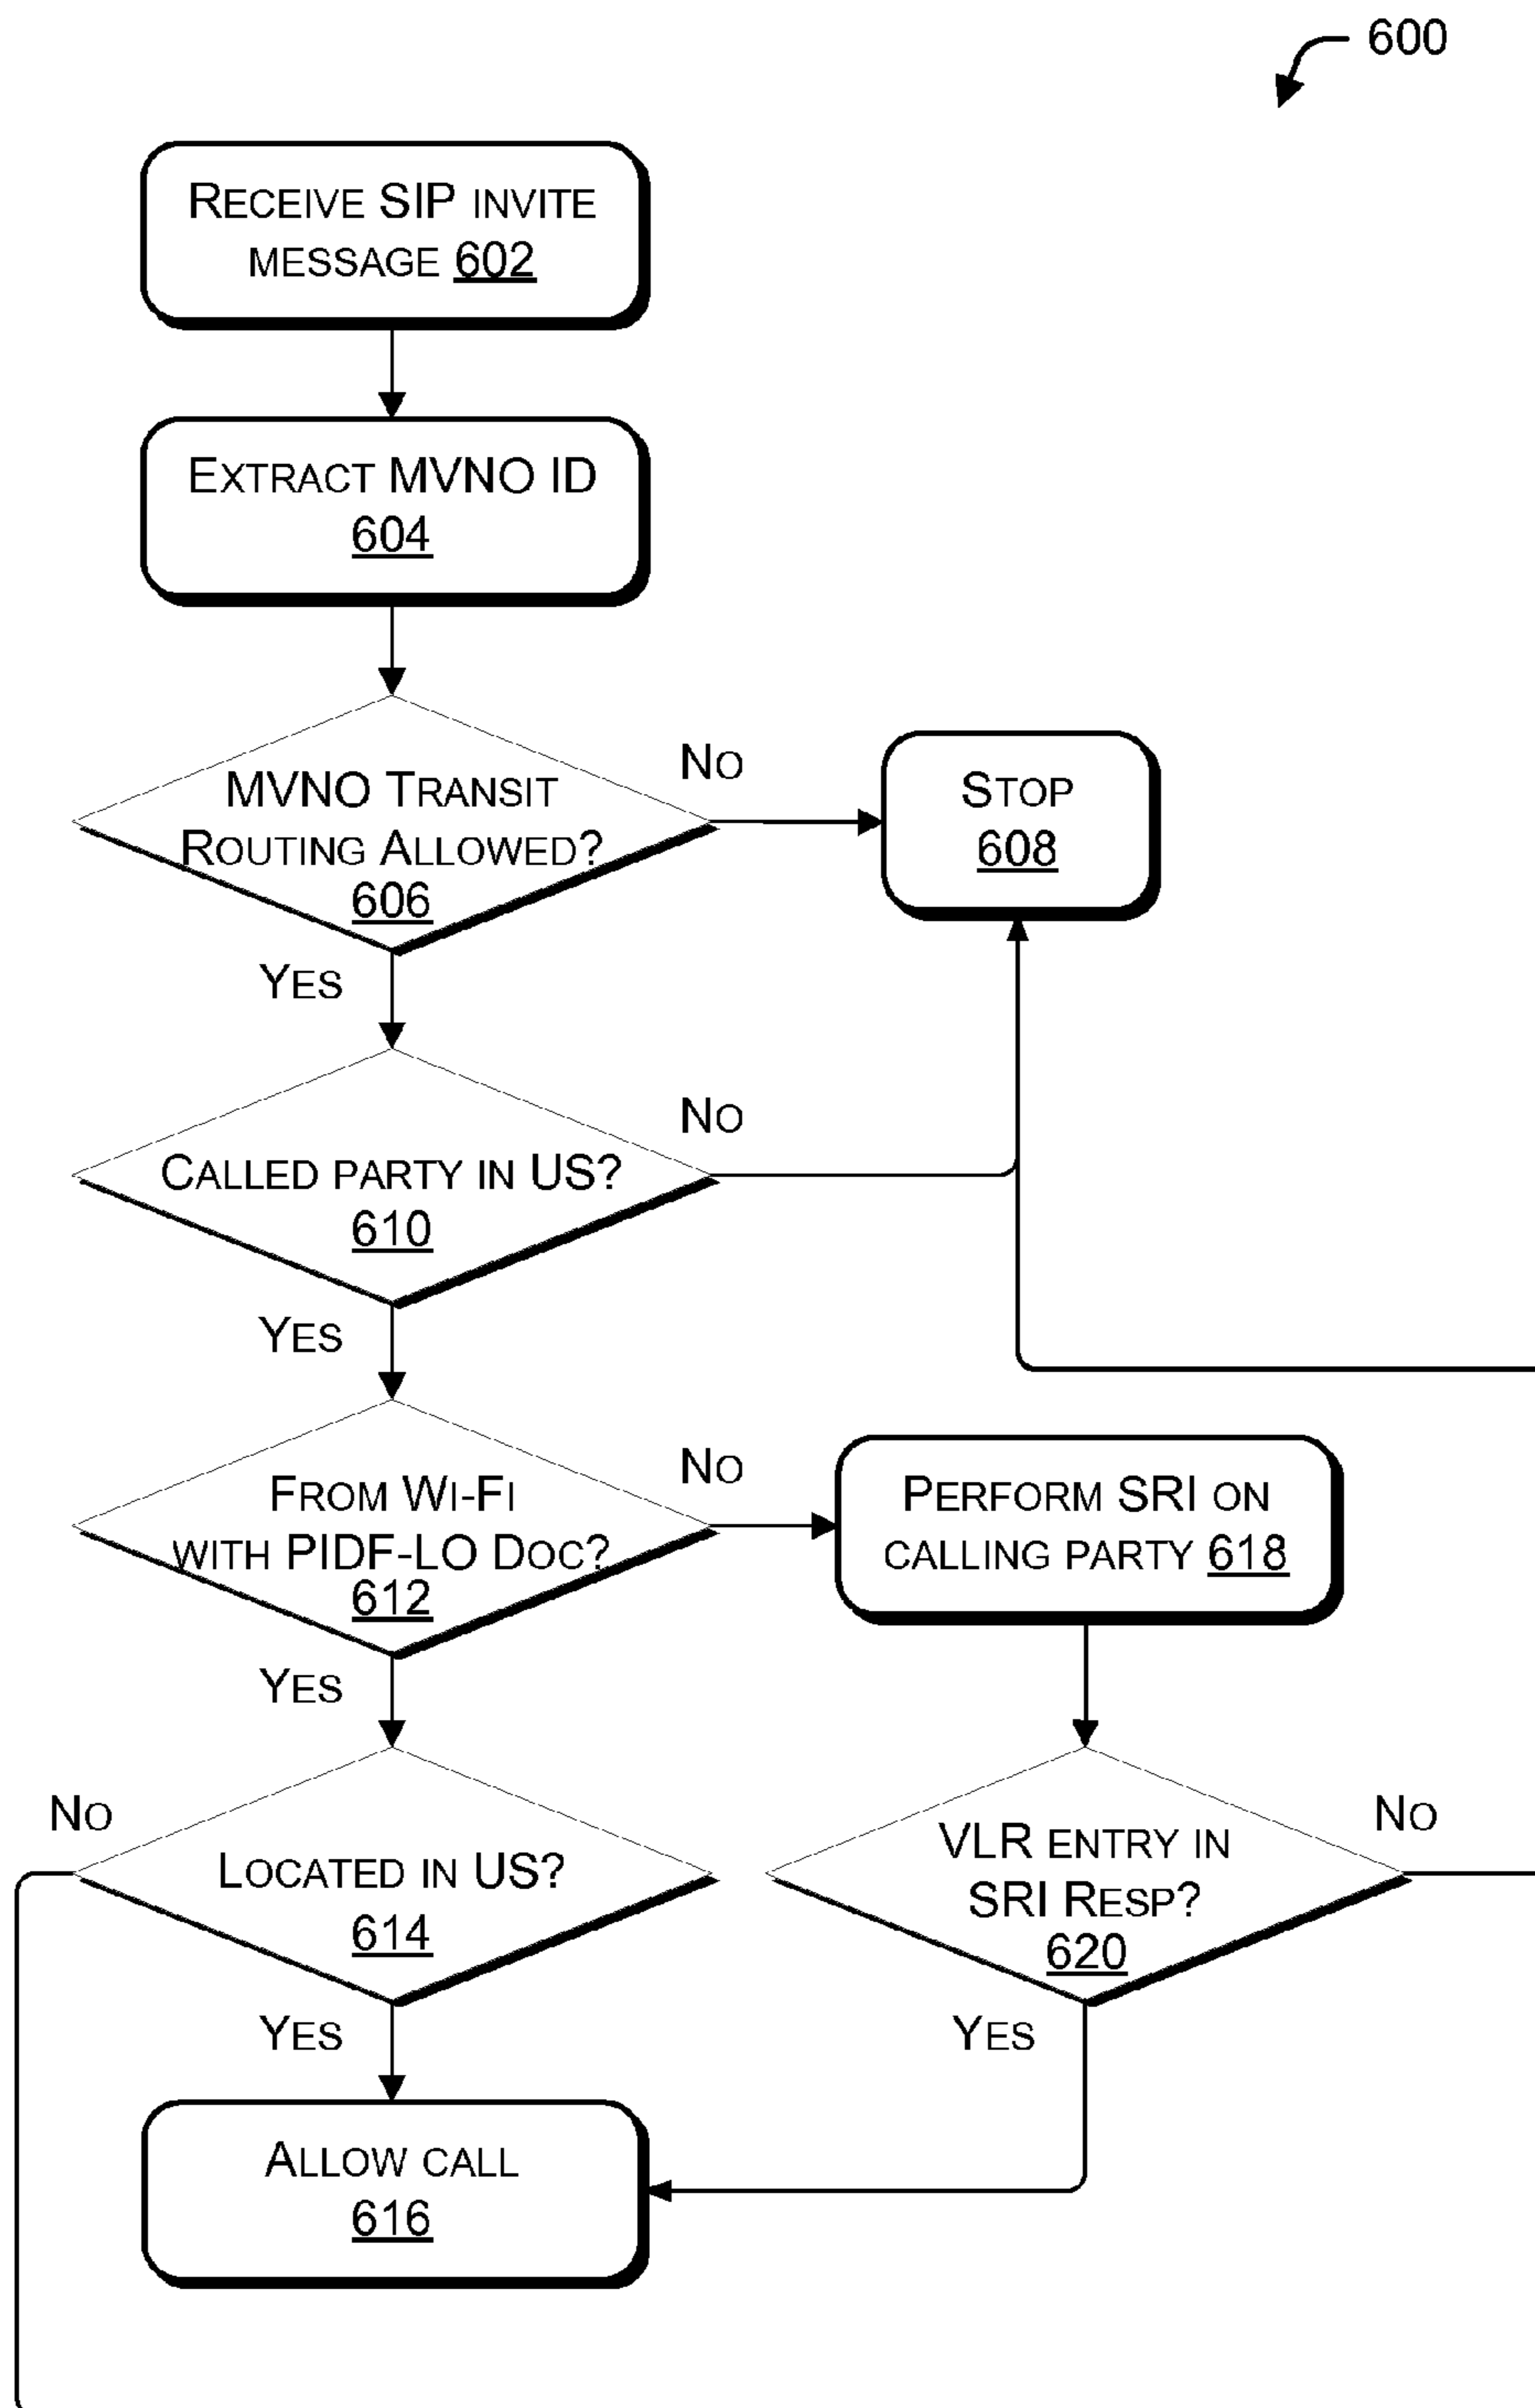 600
RECEIVE SIP INVITE
MESSAGE 602
EXTRACT MVNO ID
604
MVNO TRANSIT
ROUTING ALLOWED?
606
NO
STOP
608
YES
CALLED PARTY IN US?
610
NO
YES
FROM WI-FI
WITH PIDF-LO DOC?
612
NO
PERFORM SRI ON
CALLING PARTY 618
YES
NO
LOCATED IN US?
614
VLR ENTRY IN
SRI RESP?
620
NO
YES
YES
ALLOW CALL
616